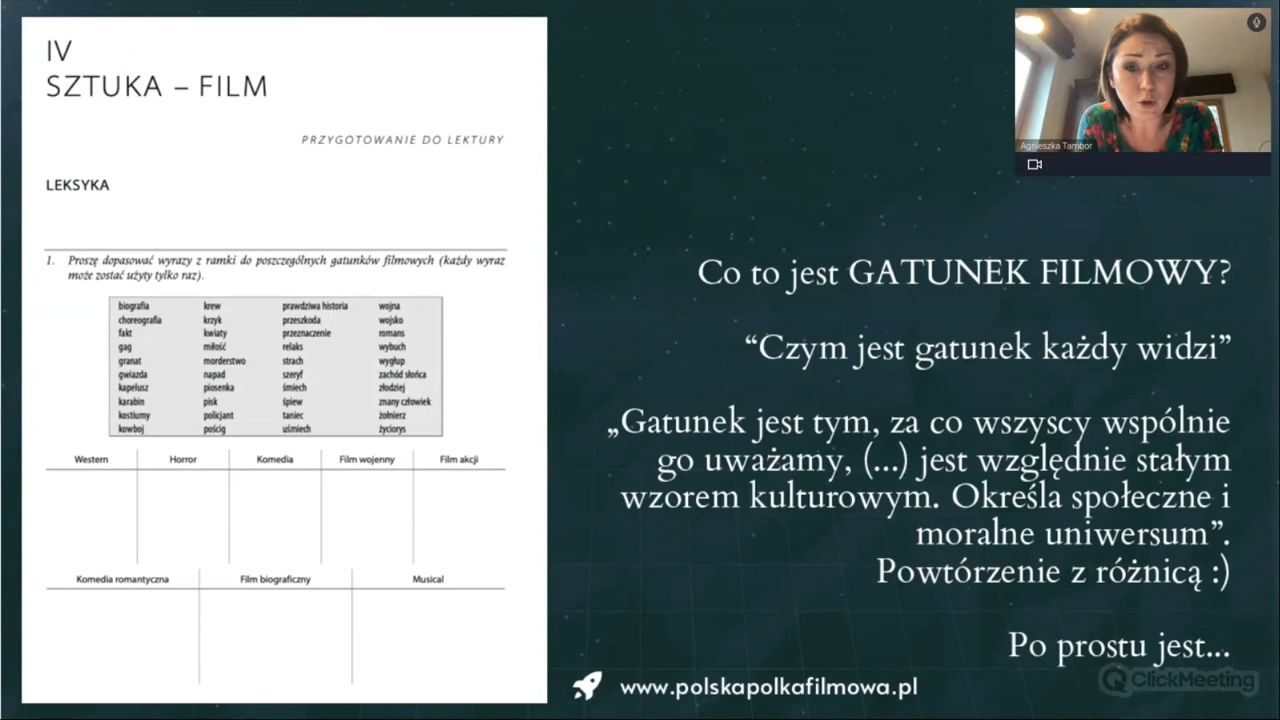 IV
SZTUKA – FILM
PRZYGOTOWANIE DO LEKTURY
LEKSYKA
1. Proszę dopasować wyrazy z ramki do poszczególnych gatunków filmowych (każdy wyraz
może zostać użyty tylko raz).
biografia krew prawdziwa historia wojna
choreografia krzyk przeszkoda wojsko
fakt kwiaty przeznaczenie romans
gag miłość relaks wybuch
granat morderstwo strach wygłup
gwiazda napad szeryf zachód słońca
kapelusz piosenka śmiech złodziej
karabin pisk śpiew znany człowiek
kostiumy policjant taniec żołnierz
kowboj pościg uśmiech życiorys
Western Horror Komedia Film wojenny Film akcji
Komedia romantyczna Film biograficzny Musical
Agnieszka Tambor
Co to jest GATUNEK FILMOWY?
“Czym jest gatunek każdy widzi”
„Gatunek jest tym, za co wszyscy wspólnie
go uważamy, (...) jest względnie stałym
wzorem kulturowym. Określa społeczne i
moralne uniwersum”.
Powtórzenie z różnicą :)
Po prostu jest...
www.polskapolkafilmowa.pl
ClickMeeting